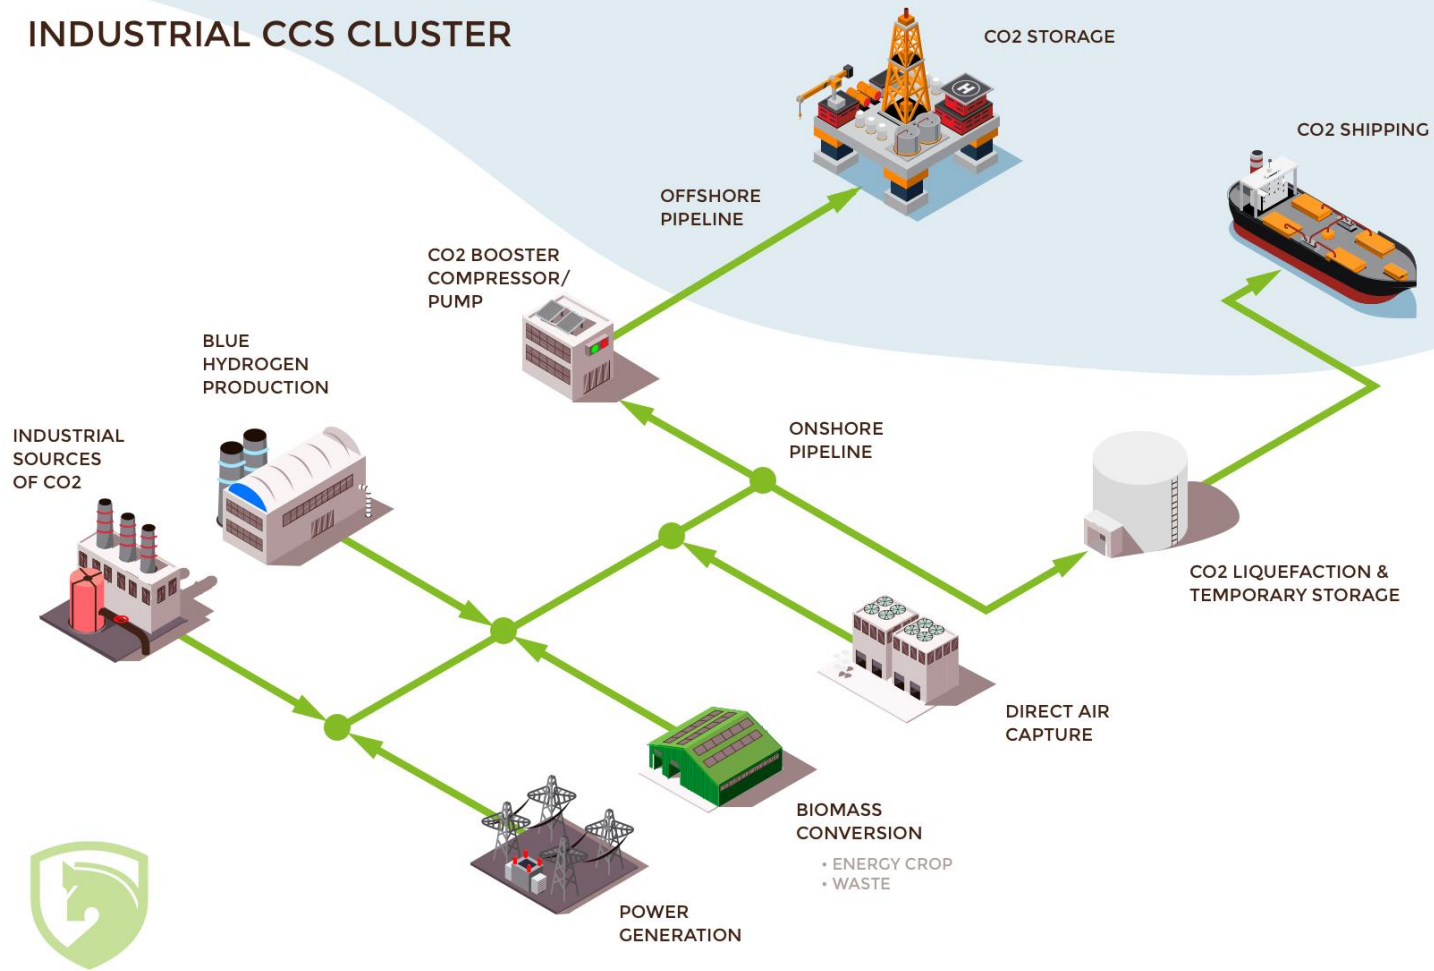 INDUSTRIAL CCS CLUSTER
CO2 STORAGE
CO2 SHIPPING
OFFSHORE
PIPELINE
CO2 BOOSTER
COMPRESSOR/
PUMP
BLUE
HYDROGEN
PRODUCTION
INDUSTRIAL
SOURCES
OF CO2
ONSHORE
PIPELINE
CO2 LIQUEFACTION &
TEMPORARY STORAGE
DIRECT AIR
CAPTURE
BIOMASS
CONVERSION
• ENERGY CROP
• WASTE
POWER
GENERATION
H